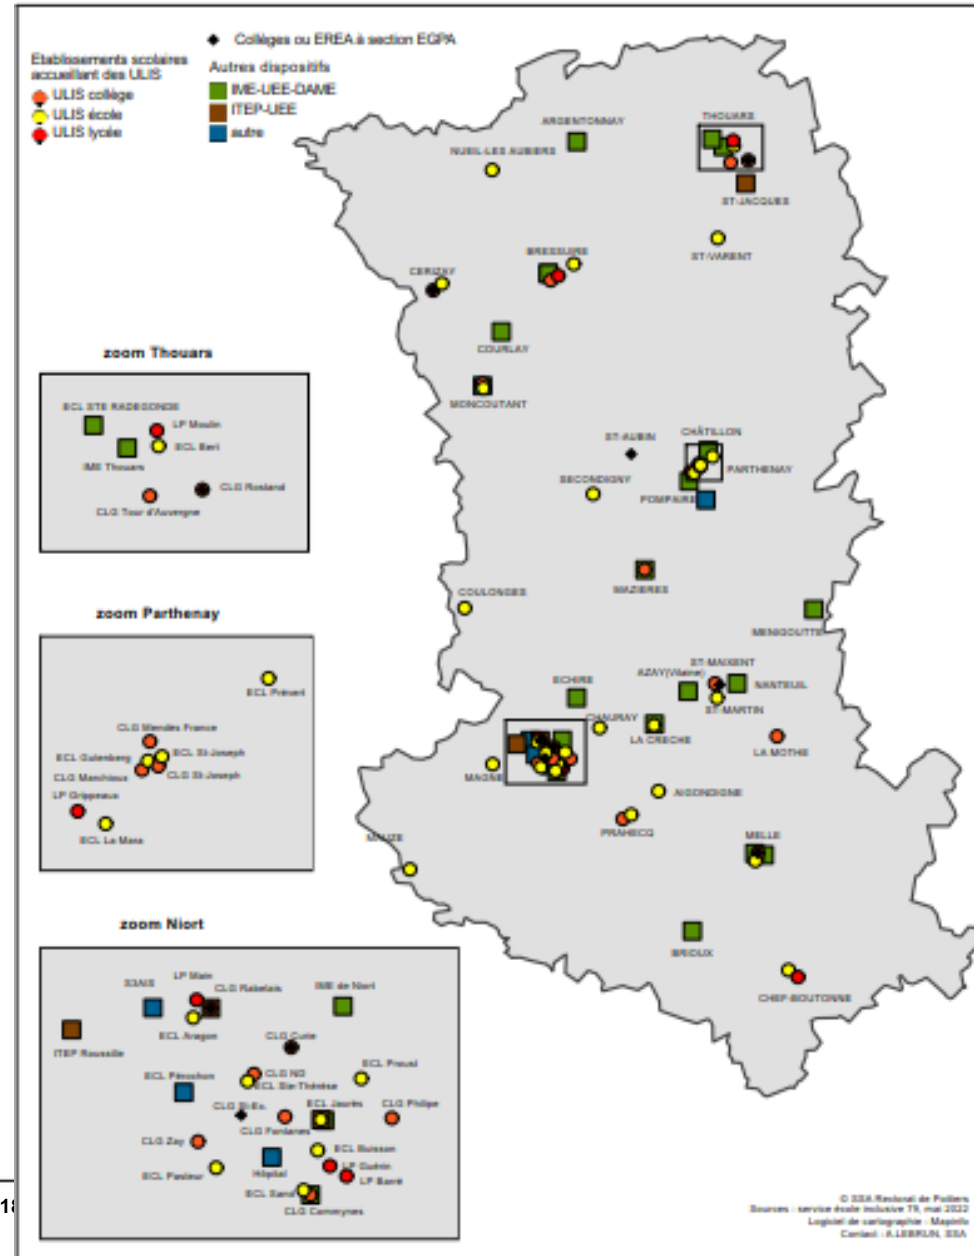 Colléges ou EREA à section EGPA
Etablissements scolaires
accueillant des ULIS
ULIS collège
ULIS école
ULIS lycée
Autres dispositifs
IME-UEE-DAME
ITEP-UEE
autre
ARGENTONNAY
THOUARS
NUEIL-LES AUBIERS
ST-JACQUES
BRESSUIRE
ST-VARENT
CERIZAY
COURLAY
MONCOUTANT
ST-AUBIN
CHÂTILLON
PARTHENAY
SECONDIGNY
POMPAIRE
MAZIERES
COULONGES
MENIGOUTTE
ST-MAIXENT
AZAY(Vilaine)
NANTEUIL
ECHIRE
ST-MARTIN
CHAURAY
LA CRECHE
LA MOTHE
MAGNE
AIGONDIGNE
PRAHECQ
MAUZE
MELLE
BRIOUX
CHEF-BOUTONNE
zoom Thouars
ECL STE RADEGONDE
LP Moulin
ECL Bert
IME Thouars
CLG Rostand
CLG Tour d'Auvergne
zoom Parthenay
ECL Prévert
CLG Mendès France
ECL Gutenberg
ECL St-Joseph
CLG Marchioux
CLG St-Joseph
LP Grippeaux
ECL La Mara
zoom Niort
S3AIS
LP Main
CLG Rabelais
IME de Niort
ITEP Roussille
ECL Aragon
CLG Curie
ECL Pérochon
CLG ND
ECL Ste Thérèse
ECL Proust
CLG St-Ex.
ECL Jaurès
CLG Philipe
CLG Fontanes
CLG Zay
ECL Buisson
ECL Pasteur
Hôpital
LP Guérin
LP Barré
ECL Sand
CLG Commynes
18
© SSA Rectorat de Poitiers
Sources : service école inclusive 79, mai 2022
Logiciel de cartographie : Mapinfo
Contact : A.LEBRUN, SSA